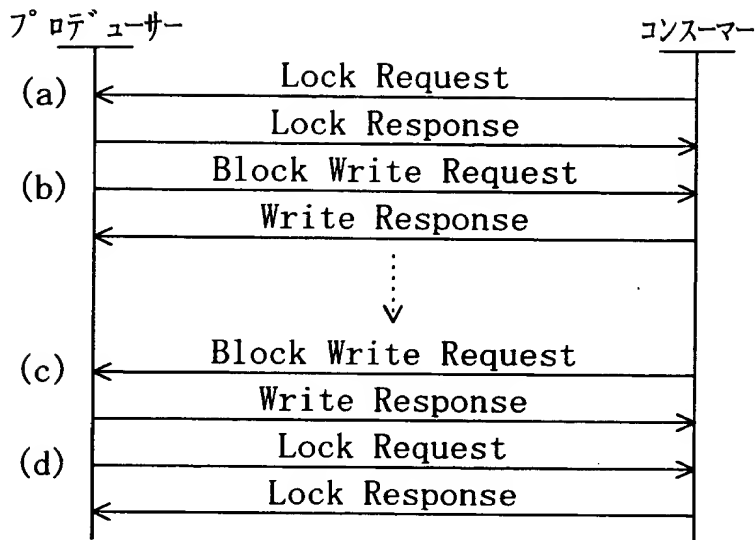 プロデューサー コンスーマー
(a) Lock Request
Lock Response
(b) Block Write Request
Write Response
(c) Block Write Request
Write Response
(d) Lock Request
Lock Response